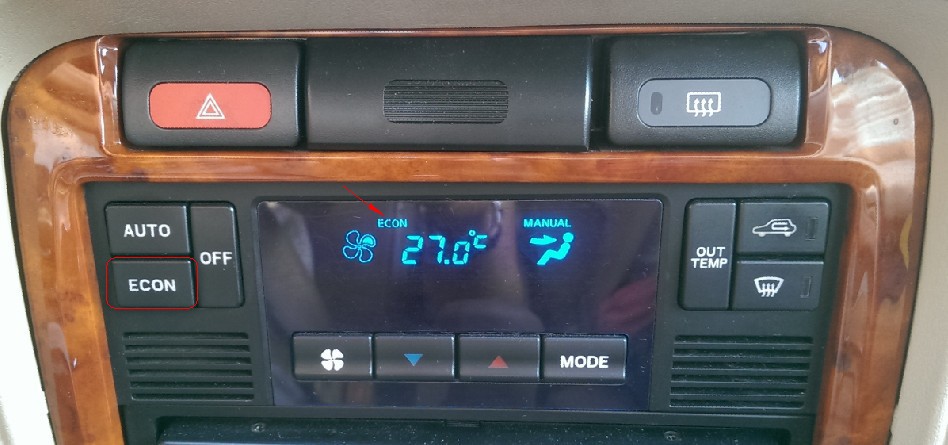 AUTO
ECON
OFF
ECON
27.0°C
MANUAL
OUT
TEMP
MODE